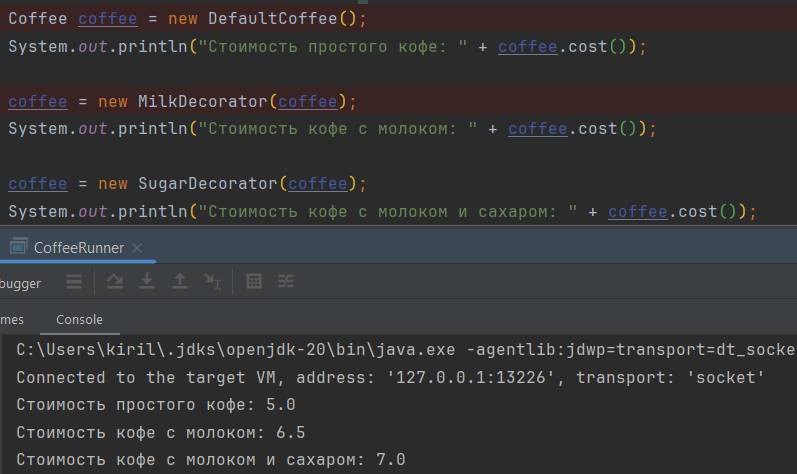 Coffee coffee = new DefaultCoffee();
System.out.println("Стоимость простого кофе: " + coffee.cost());
coffee = new MilkDecorator(coffee);
System.out.println("Стоимость кофе с молоком: " + coffee.cost());
coffee = new SugarDecorator(coffee);
System.out.println("Стоимость кофе с молоком и сахаром: " + coffee.cost());
CoffeeRunner
bugger
mes Console
C:\Users\kiril\.jdks\openjdk-20\bin\java.exe -agentlib:jdwp=transport=dt_socke
Connected to the target VM, address: '127.0.0.1:13226', transport: 'socket'
Стоимость простого кофе: 5.0
Стоимость кофе с молоком: 6.5
Стоимость кофе с молоком и сахаром: 7.0